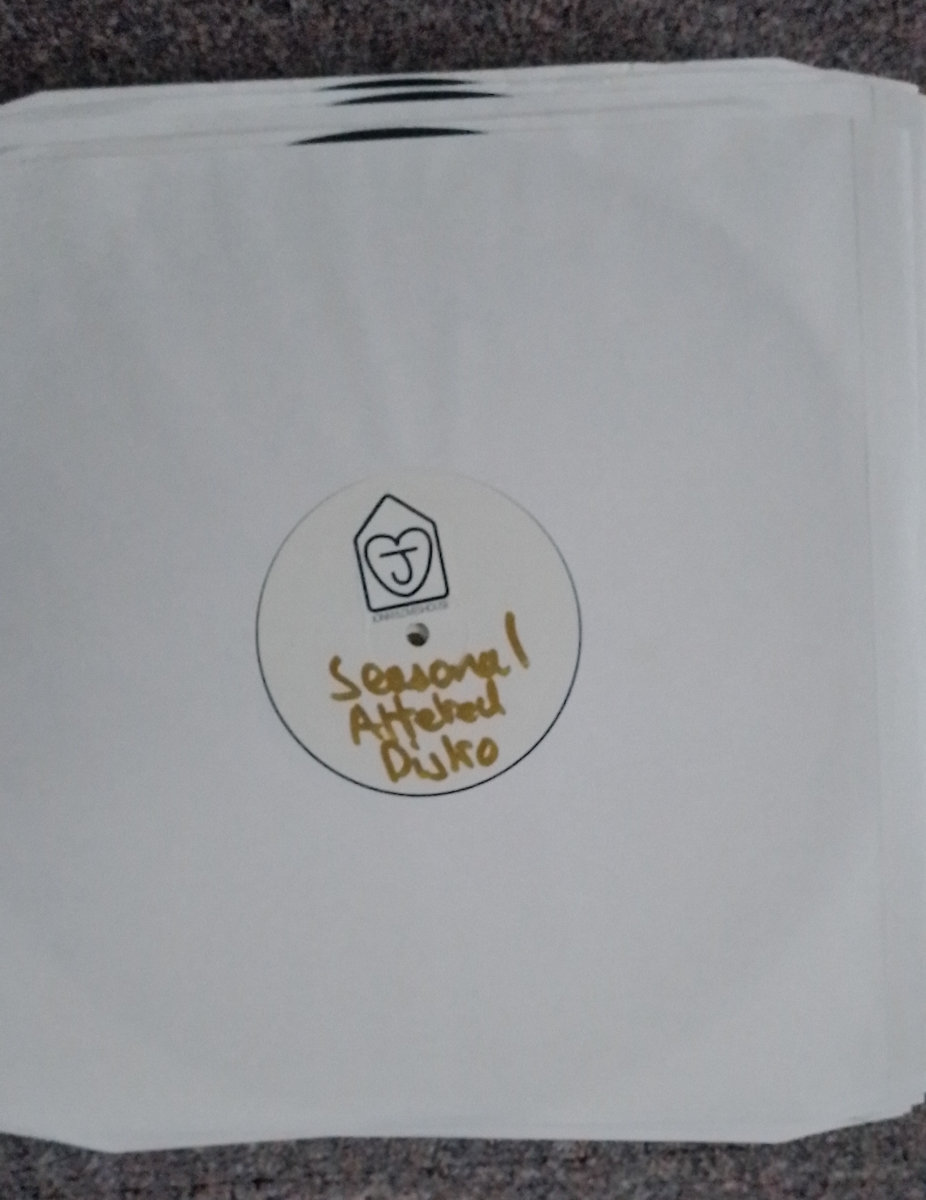 J
Seasonal
Affected
Disko